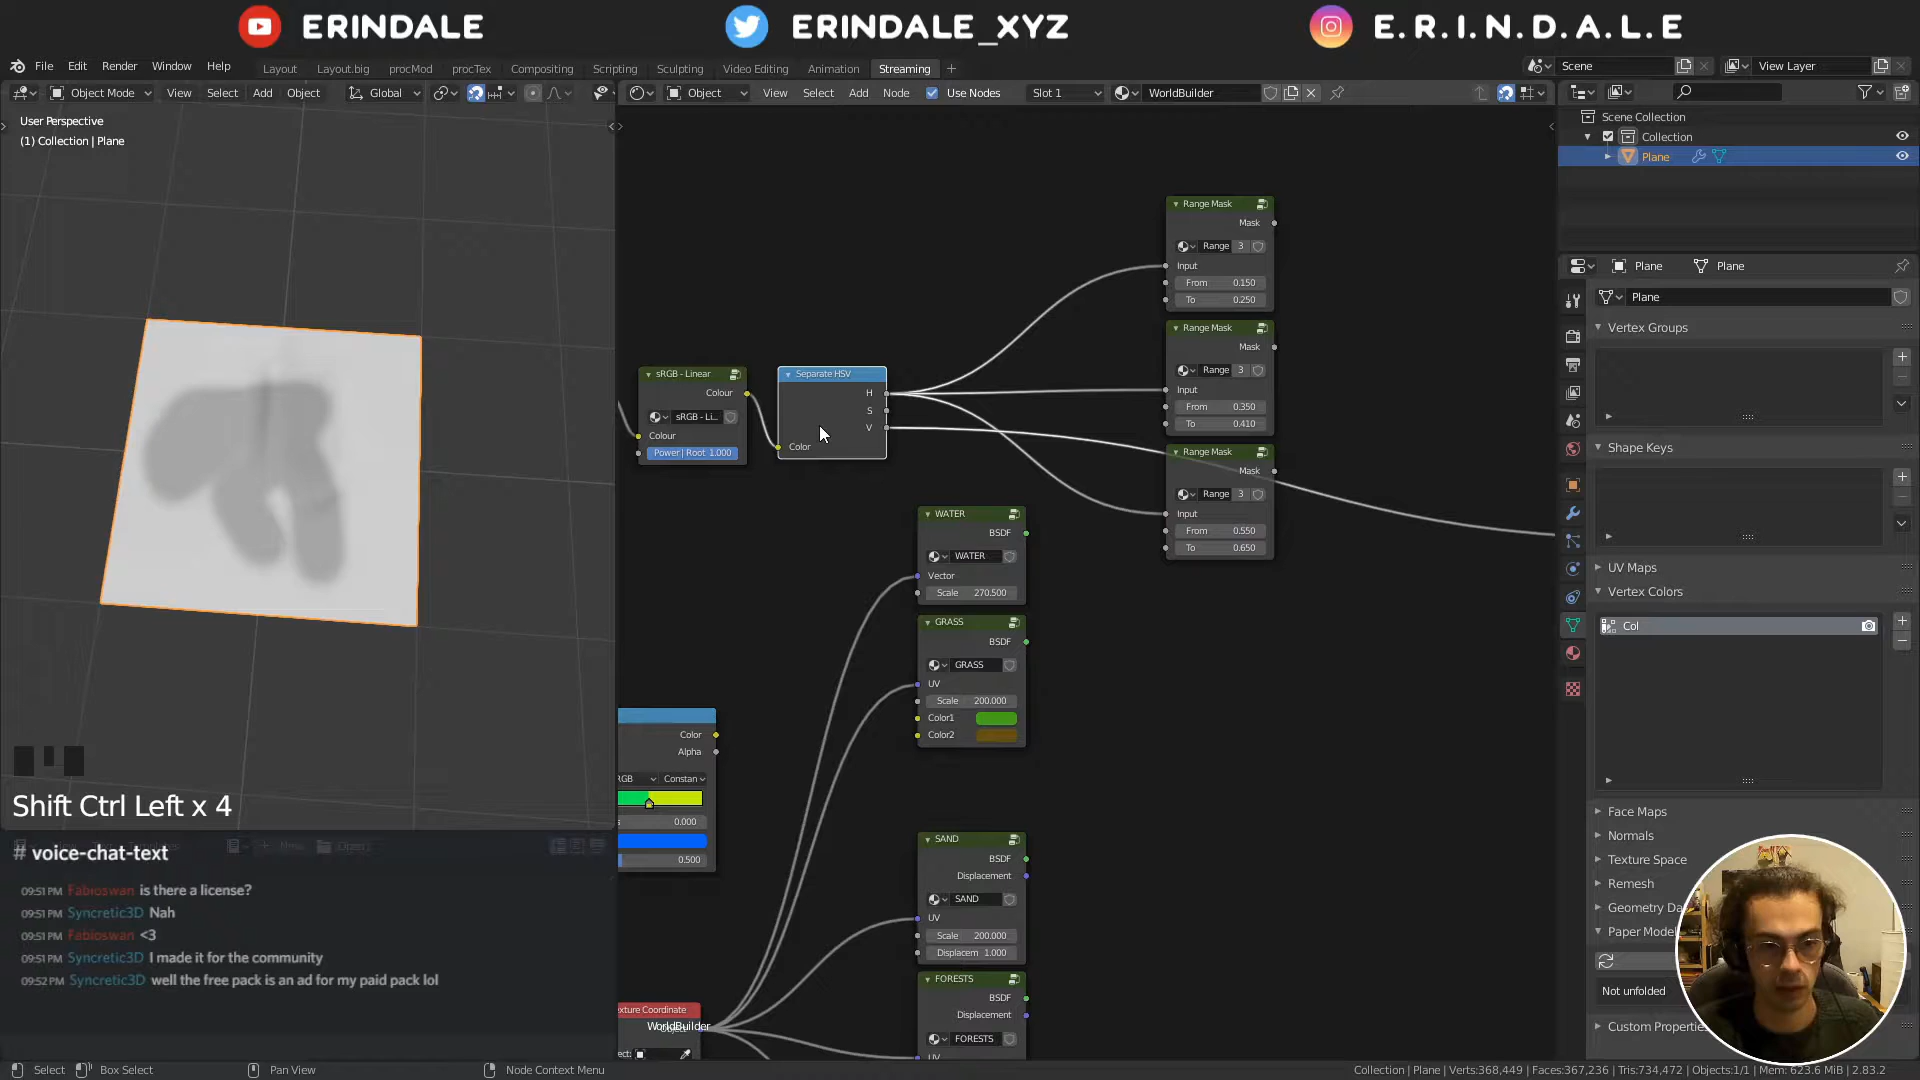 ERINDALE ERINDALE_XYZ E.R.I.N.D.A.L.E
File Edit Render Window Help Layout Layout.big procMod procTex Compositing Scripting Sculpting Video Editing Animation Streaming Scene View Layer
Object Mode View Select Add Object Global
Object View Select Add Node Use Nodes Slot 1 WorldBuilder
User Perspective
(1) Collection | Plane
Scene Collection
Collection
Plane
Plane Plane
Plane
Vertex Groups
Shape Keys
UV Maps
Vertex Colors
Col
Face Maps
Normals
Texture Space
Remesh
Geometry Da
Paper Model
Not unfolded
Custom Propertie
Range Mask
Mask
Range 3
Input
From 0.150
To 0.250
Range Mask
Mask
Range 3
Input
From 0.350
To 0.410
Range Mask
Mask
Range 3
Input
From 0.550
To 0.650
sRGB - Linear
Colour
sRGB - Li...
Colour
Power | Root 1.000
Separate HSV
H
S
V
Color
WATER
BSDF
WATER
Vector
Scale 270.500
GRASS
BSDF
GRASS
UV
Scale 200.000
Color1
Color2
Color
Alpha
RGB Constan
0.000
0.500
SAND
BSDF
Displacement
SAND
UV
Scale 200.000
Displacem 1.000
FORESTS
BSDF
Displacement
FORESTS
UV
exture Coordinate
WorldBuilder
Shift Ctrl Left x 4
# voice-chat-text
09:51 PM Fabioswan is there a license?
09:51 PM Syncretic3D Nah
09:51 PM Fabioswan <3
09:51 PM Syncretic3D I made it for the community
09:52 PM Syncretic3D well the free pack is an ad for my paid pack lol
Select Box Select Pan View Node Context Menu Collection | Plane | Verts:368,449 | Faces:367,236 | Tris:734,472 | Objects:1/1 | Mem: 623.6 MiB | 2.83.2